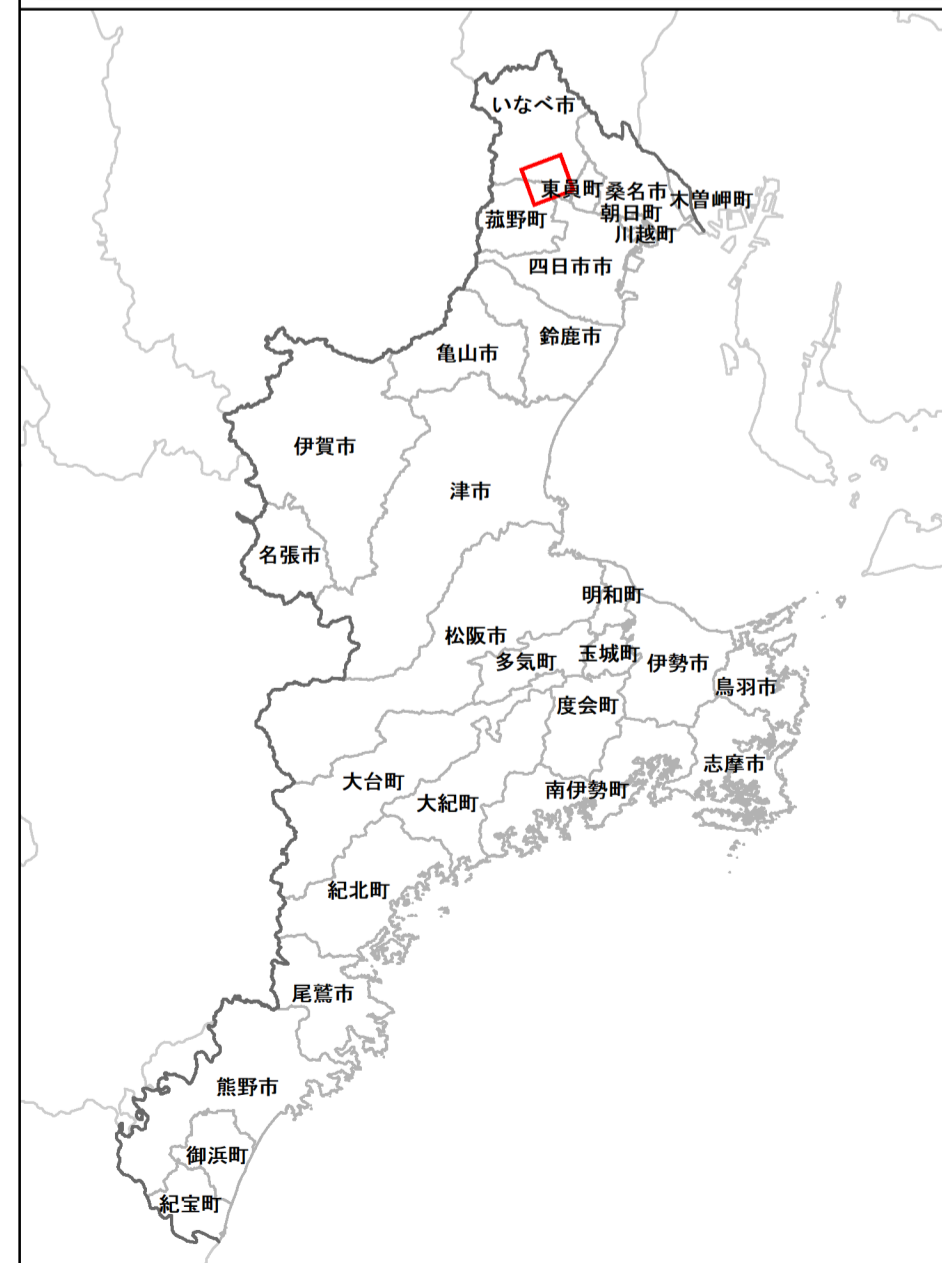 いなべ市
東員町
桑名市
木曽岬町
朝日町
菰野町
川越町
四日市市
鈴鹿市
亀山市
伊賀市
津市
名張市
明和町
松阪市
多気町
玉城町
伊勢市
鳥羽市
度会町
志摩市
大台町
南伊勢町
大紀町
紀北町
尾鷲市
熊野市
御浜町
紀宝町